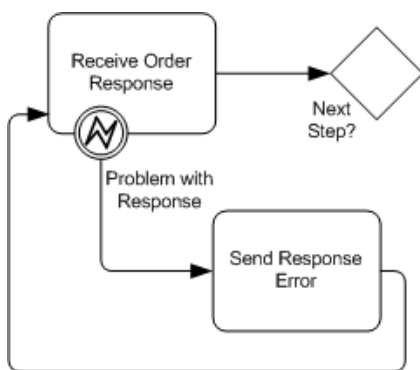 Receive Order
Response
Next
Step?
Problem with
Response
Send Response
Error